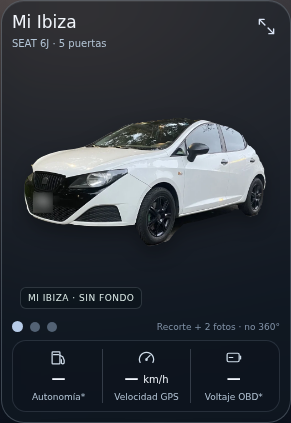 Mi Ibiza
SEAT 6J · 5 puertas
MI IBIZA · SIN FONDO
Recorte + 2 fotos · no 360°
— — km/h —
Autonomía* Velocidad GPS Voltaje OBD*